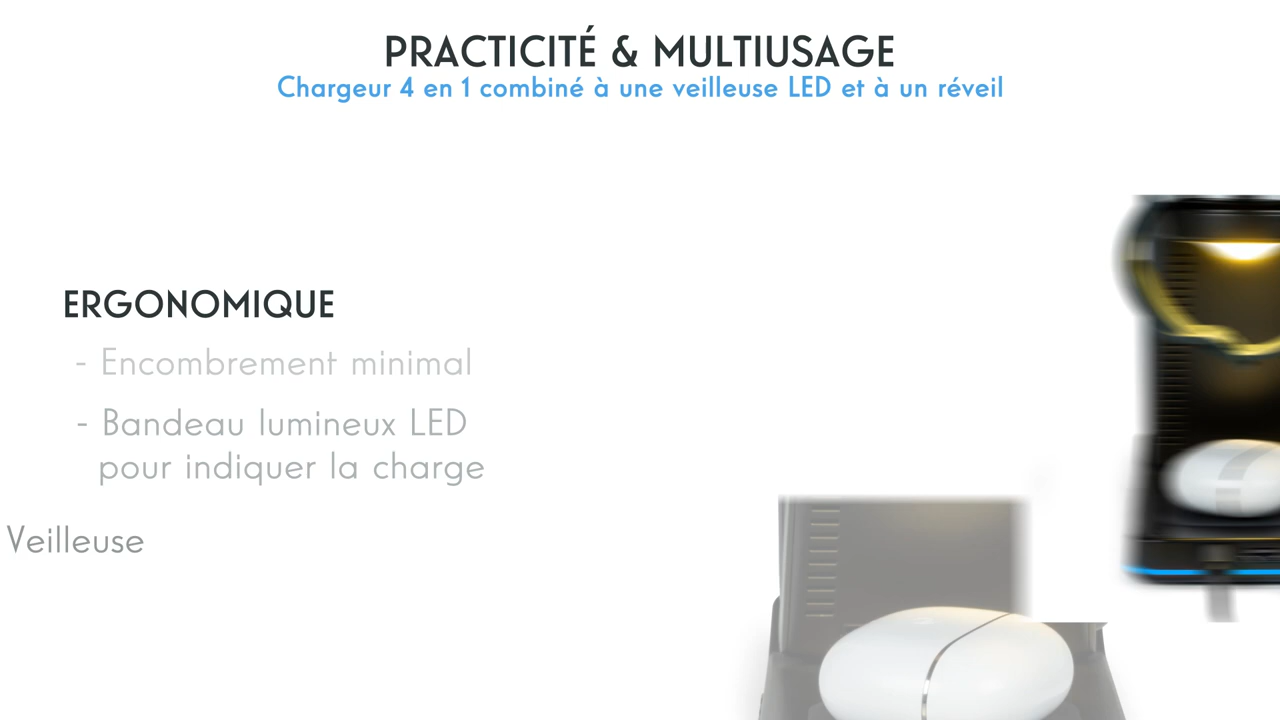 PRACTICITÉ & MULTIUSAGE
Chargeur 4 en 1 combiné à une veilleuse LED et à un réveil
ERGONOMIQUE
- Encombrement minimal
- Bandeau lumineux LED
pour indiquer la charge
Veilleuse